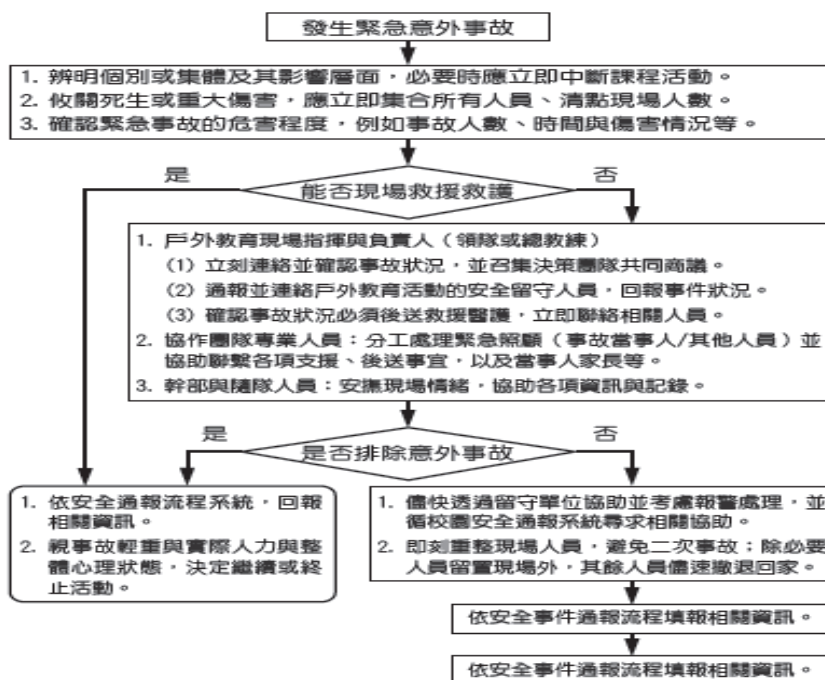 發生緊急意外事故
1. 辨明個別或集體及其影響層面，必要時應立即中斷課程活動。
2. 攸關死生或重大傷害，應立即集合所有人員、清點現場人數。
3. 確認緊急事故的危害程度，例如事故人數、時間與傷害情況等。
是
能否現場救援救護
否
1. 戶外教育現場指揮與負責人（領隊或總教練）
(1) 立刻連絡並確認事故狀況，並召集決策團隊共同商議。
(2) 通報並連絡戶外教育活動的安全留守人員，回報事件狀況。
(3) 確認事故狀況必須後送救援醫護，立即聯絡相關人員。
2. 協作團隊專業人員：分工處理緊急照顧（事故當事人/其他人員）並
協助聯繫各項支援、後送事宜，以及當事人家長等。
3. 幹部與隨隊人員：安撫現場情緒，協助各項資訊與記錄。
是
是否排除意外事故
否
1. 依安全通報流程系統，回報
相關資訊。
2. 視事故輕重與實際人力與整
體心理狀態，決定繼續或終
止活動。
1. 儘快透過留守單位協助並考慮報警處理，並
循校園安全通報系統尋求相關協助。
2. 即刻重整現場人員，避免二次事故；除必要
人員留置現場外，其餘人員儘速撤退回家。
依安全事件通報流程填報相關資訊。
依安全事件通報流程填報相關資訊。